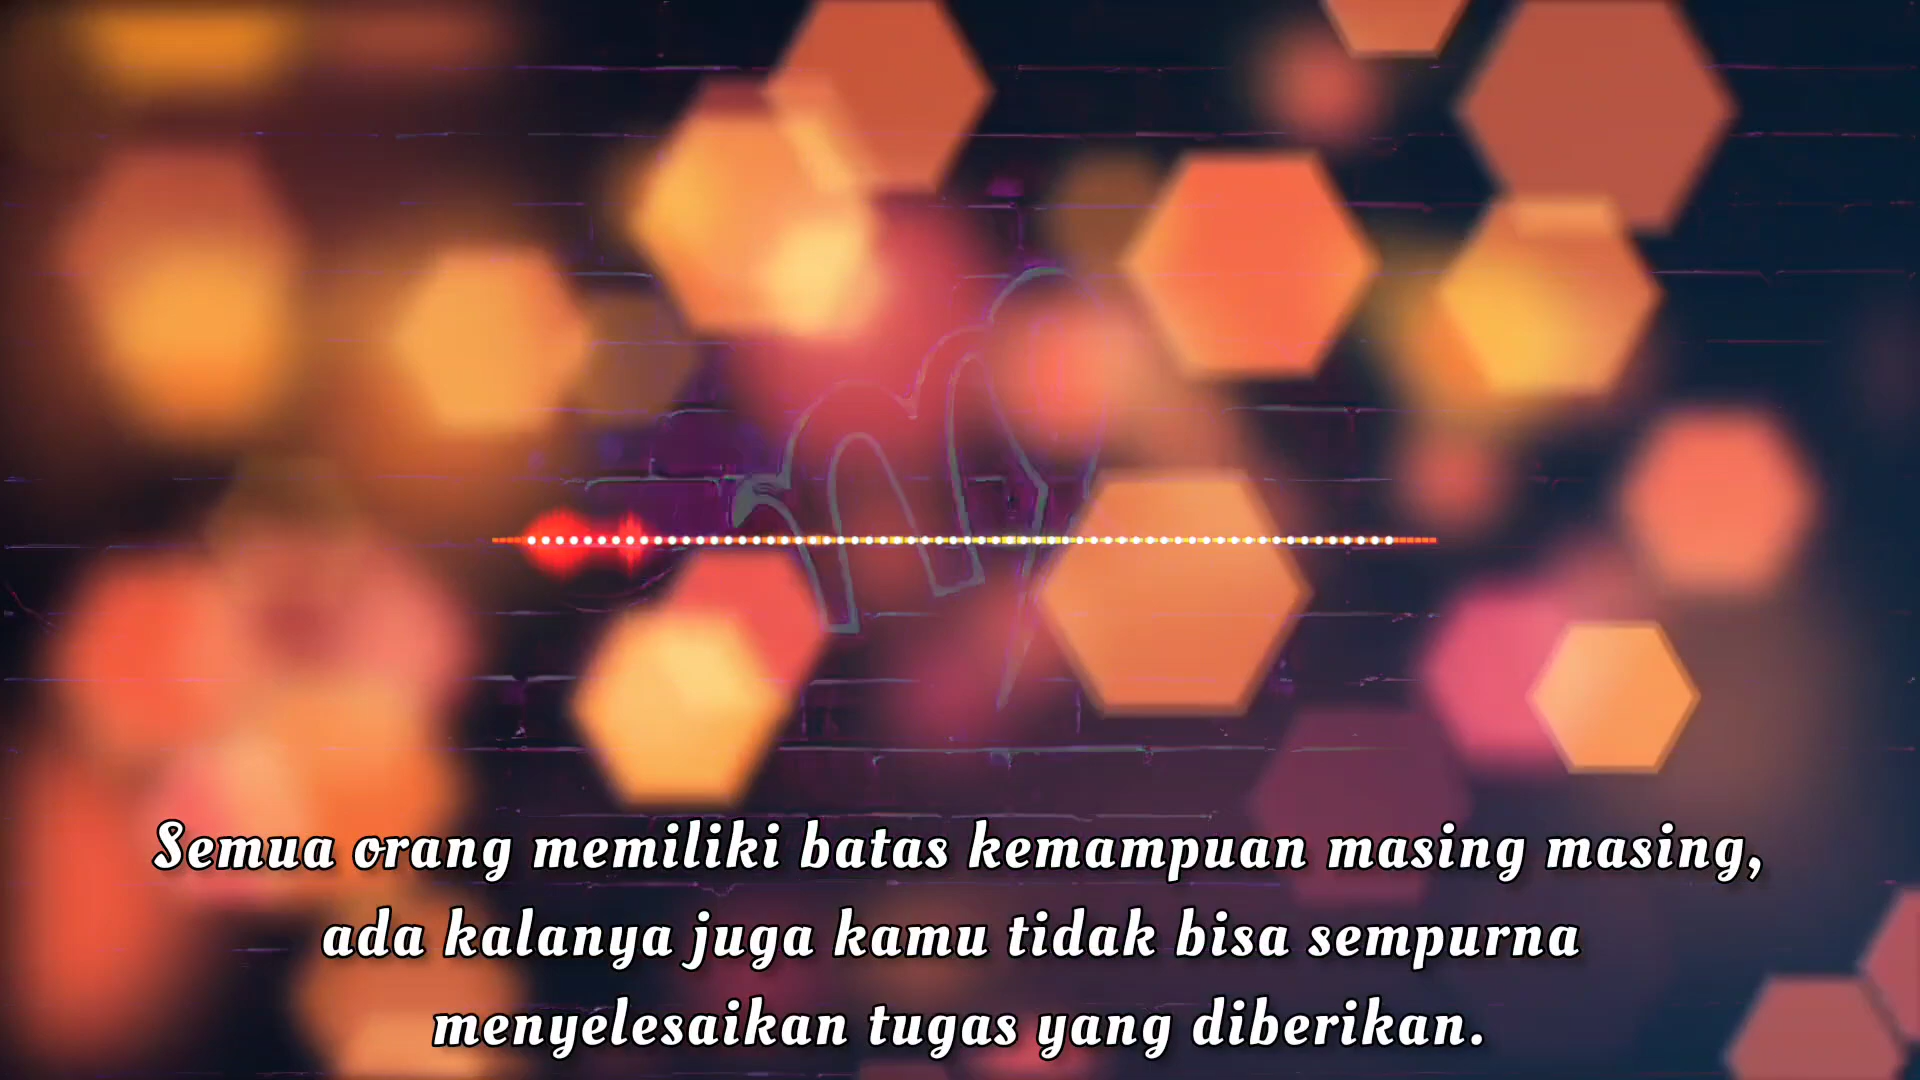 Semua orang memiliki batas kemampuan masing masing,
ada kalanya juga kamu tidak bisa sempurna
menyelesaikan tugas yang diberikan.